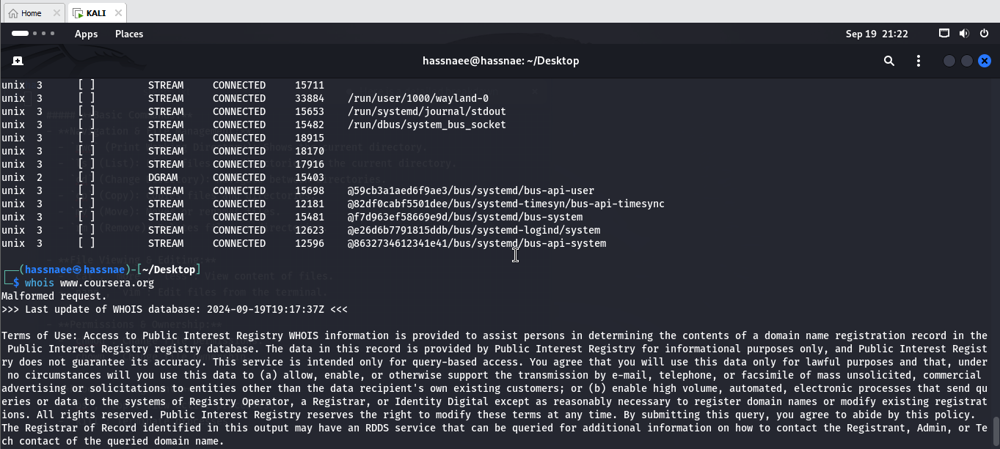 Home
KALI
Apps Places Sep 19 21:22
hassnaee@hassnae: ~/Desktop
unix 3 [ ] STREAM CONNECTED 15711
unix 3 [ ] STREAM CONNECTED 33884 /run/user/1000/wayland-0
unix 3 [ ] STREAM CONNECTED 15653 /run/systemd/journal/stdout
unix 3 [ ] STREAM CONNECTED 15482 /run/dbus/system_bus_socket
unix 3 [ ] STREAM CONNECTED 18915
unix 3 [ ] STREAM CONNECTED 18170
unix 3 [ ] STREAM CONNECTED 17916
unix 2 [ ] DGRAM CONNECTED 15403
unix 3 [ ] STREAM CONNECTED 15698 @59cb3a1aed6f9ae3/bus/systemd/bus-api-user
unix 3 [ ] STREAM CONNECTED 12181 @82df0cabf5501dee/bus/systemd-timesyn/bus-api-timesync
unix 3 [ ] STREAM CONNECTED 15481 @f7d963ef58669e9d/bus/systemd/bus-system
unix 3 [ ] STREAM CONNECTED 12623 @e26d6b7791815ddb/bus/systemd-logind/system
unix 3 [ ] STREAM CONNECTED 12596 @8632734612341e41/bus/systemd/bus-api-system
┌──(hassnaee㉿hassnae)-[~/Desktop]
└─$ whois www.coursera.org
Malformed request.
>>> Last update of WHOIS database: 2024-09-19T19:17:37Z <<<
Terms of Use: Access to Public Interest Registry WHOIS information is provided to assist persons in determining the contents of a domain name registration record in the
Public Interest Registry registry database. The data in this record is provided by Public Interest Registry for informational purposes only, and Public Interest Regist
ry does not guarantee its accuracy. This service is intended only for query-based access. You agree that you will use this data only for lawful purposes and that, under
no circumstances will you use this data to (a) allow, enable, or otherwise support the transmission by e-mail, telephone, or facsimile of mass unsolicited, commercial
advertising or solicitations to entities other than the data recipient's own existing customers; or (b) enable high volume, automated, electronic processes that send qu
eries or data to the systems of Registry Operator, a Registrar, or Identity Digital except as reasonably necessary to register domain names or modify existing registrat
ions. All rights reserved. Public Interest Registry reserves the right to modify these terms at any time. By submitting this query, you agree to abide by this policy.
The Registrar of Record identified in this output may have an RDDS service that can be queried for additional information on how to contact the Registrant, Admin, or Te
ch contact of the queried domain name.